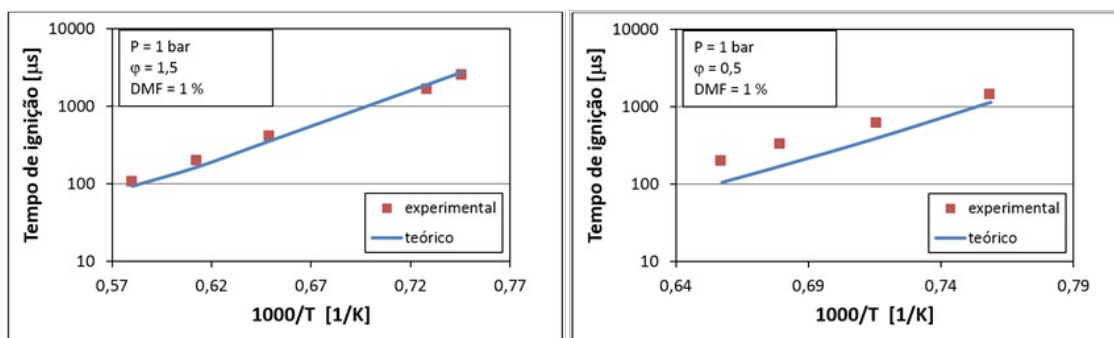 10000
1000
100
10
Tempo de ignição [µs]
P = 1 bar
φ = 1,5
DMF = 1 %
experimental
teórico
0,57 0,62 0,67 0,72 0,77
1000/T [1/K]
10000
1000
100
10
Tempo de ignição [µs]
P = 1 bar
φ = 0,5
DMF = 1 %
experimental
teórico
0,64 0,69 0,74 0,79
1000/T [1/K]